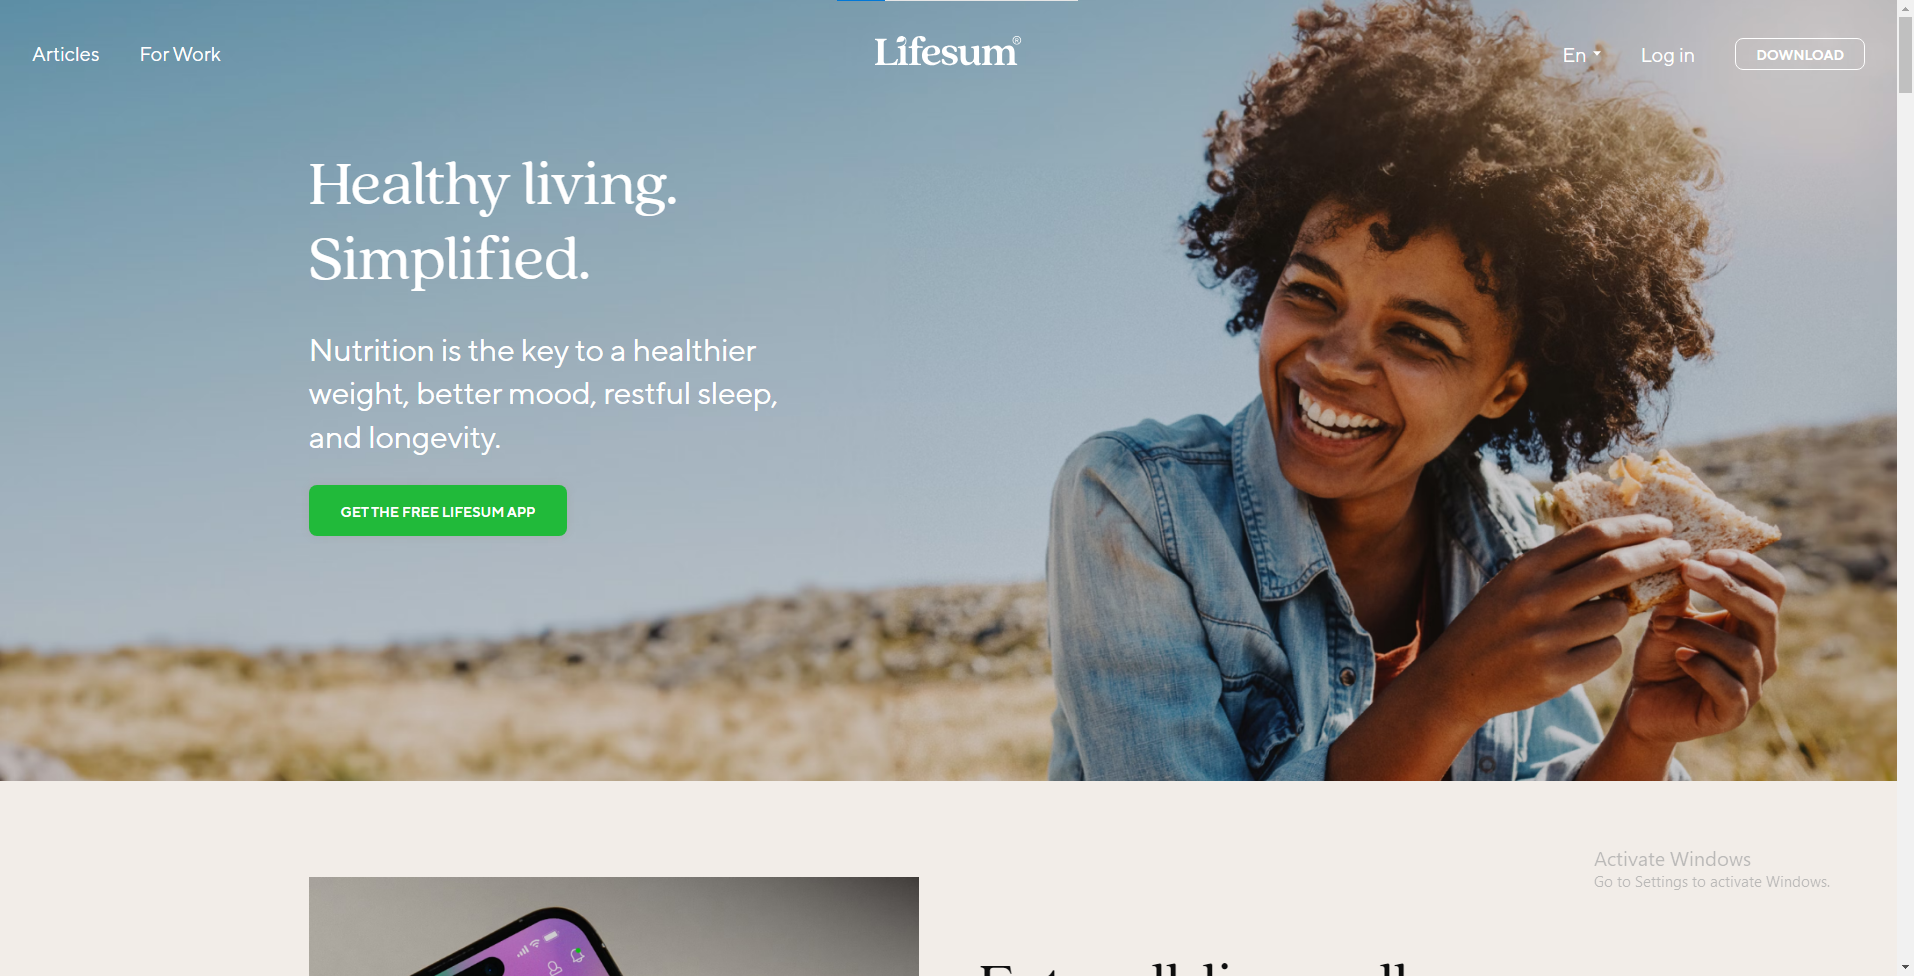 Articles
For Work
Lifesum®
En
Log in
DOWNLOAD
Healthy living.
Simplified.
Nutrition is the key to a healthier
weight, better mood, restful sleep,
and longevity.
GET THE FREE LIFESUM APP
Activate Windows
Go to Settings to activate Windows.